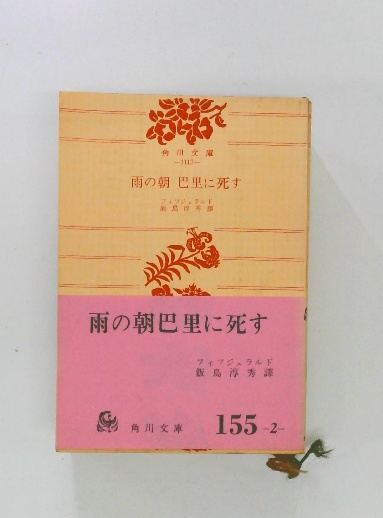 角川文庫
—1113—
雨の朝 巴里に死す
フィツジェラルド
飯島淳秀譯
雨の朝巴里に死す
フィツジェラルド
飯島淳秀譯
角川文庫
155 -2-